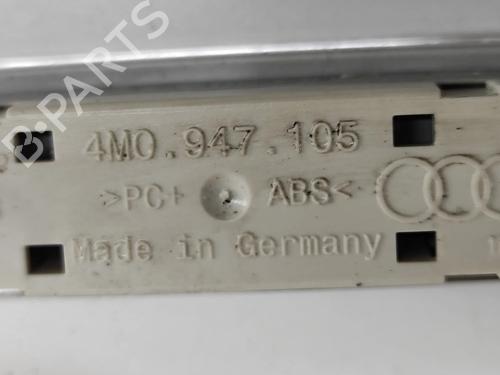 B-PARTS
4M0.947.105
>PC+ ABS<
Made in Germany